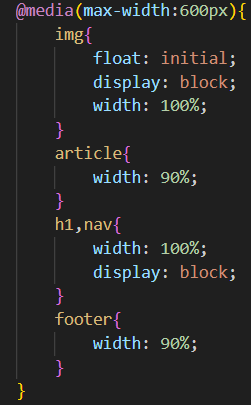 @media(max-width:600px){
    img{
        float: initial;
        display: block;
        width: 100%;
    }
    article{
        width: 90%;
    }
    h1,nav{
        width: 100%;
        display: block;
    }
    footer{
        width: 90%;
    }
}